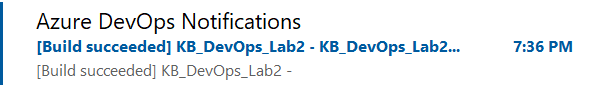 Azure DevOps Notifications
[Build succeeded] KB_DevOps_Lab2 - KB_DevOps_Lab2... 7:36 PM
[Build succeeded] KB_DevOps_Lab2 -